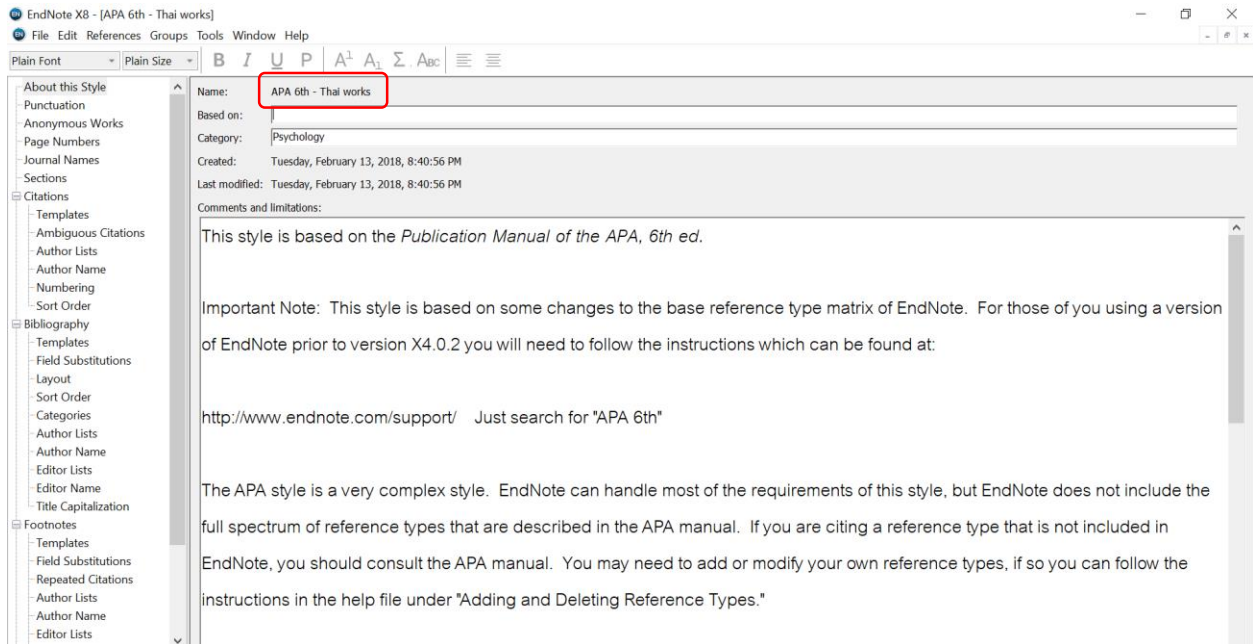 EndNote X8 - [APA 6th - Thai works]
File Edit References Groups Tools Window Help
Plain Font Plain Size B I U P A1 A1 Σ ABC
About this Style
Punctuation
Anonymous Works
Page Numbers
Journal Names
Sections
Citations
Templates
Ambiguous Citations
Author Lists
Author Name
Numbering
Sort Order
Bibliography
Templates
Field Substitutions
Layout
Sort Order
Categories
Author Lists
Author Name
Editor Lists
Editor Name
Title Capitalization
Footnotes
Templates
Field Substitutions
Repeated Citations
Author Lists
Author Name
Editor Lists
Name: APA 6th - Thai works
Based on:
Category: Psychology
Created: Tuesday, February 13, 2018, 8:40:56 PM
Last modified: Tuesday, February 13, 2018, 8:40:56 PM
Comments and limitations:
This style is based on the Publication Manual of the APA, 6th ed.
Important Note: This style is based on some changes to the base reference type matrix of EndNote. For those of you using a version
of EndNote prior to version X4.0.2 you will need to follow the instructions which can be found at:
http://www.endnote.com/support/ Just search for "APA 6th"
The APA style is a very complex style. EndNote can handle most of the requirements of this style, but EndNote does not include the
full spectrum of reference types that are described in the APA manual. If you are citing a reference type that is not included in
EndNote, you should consult the APA manual. You may need to add or modify your own reference types, if so you can follow the
instructions in the help file under "Adding and Deleting Reference Types."